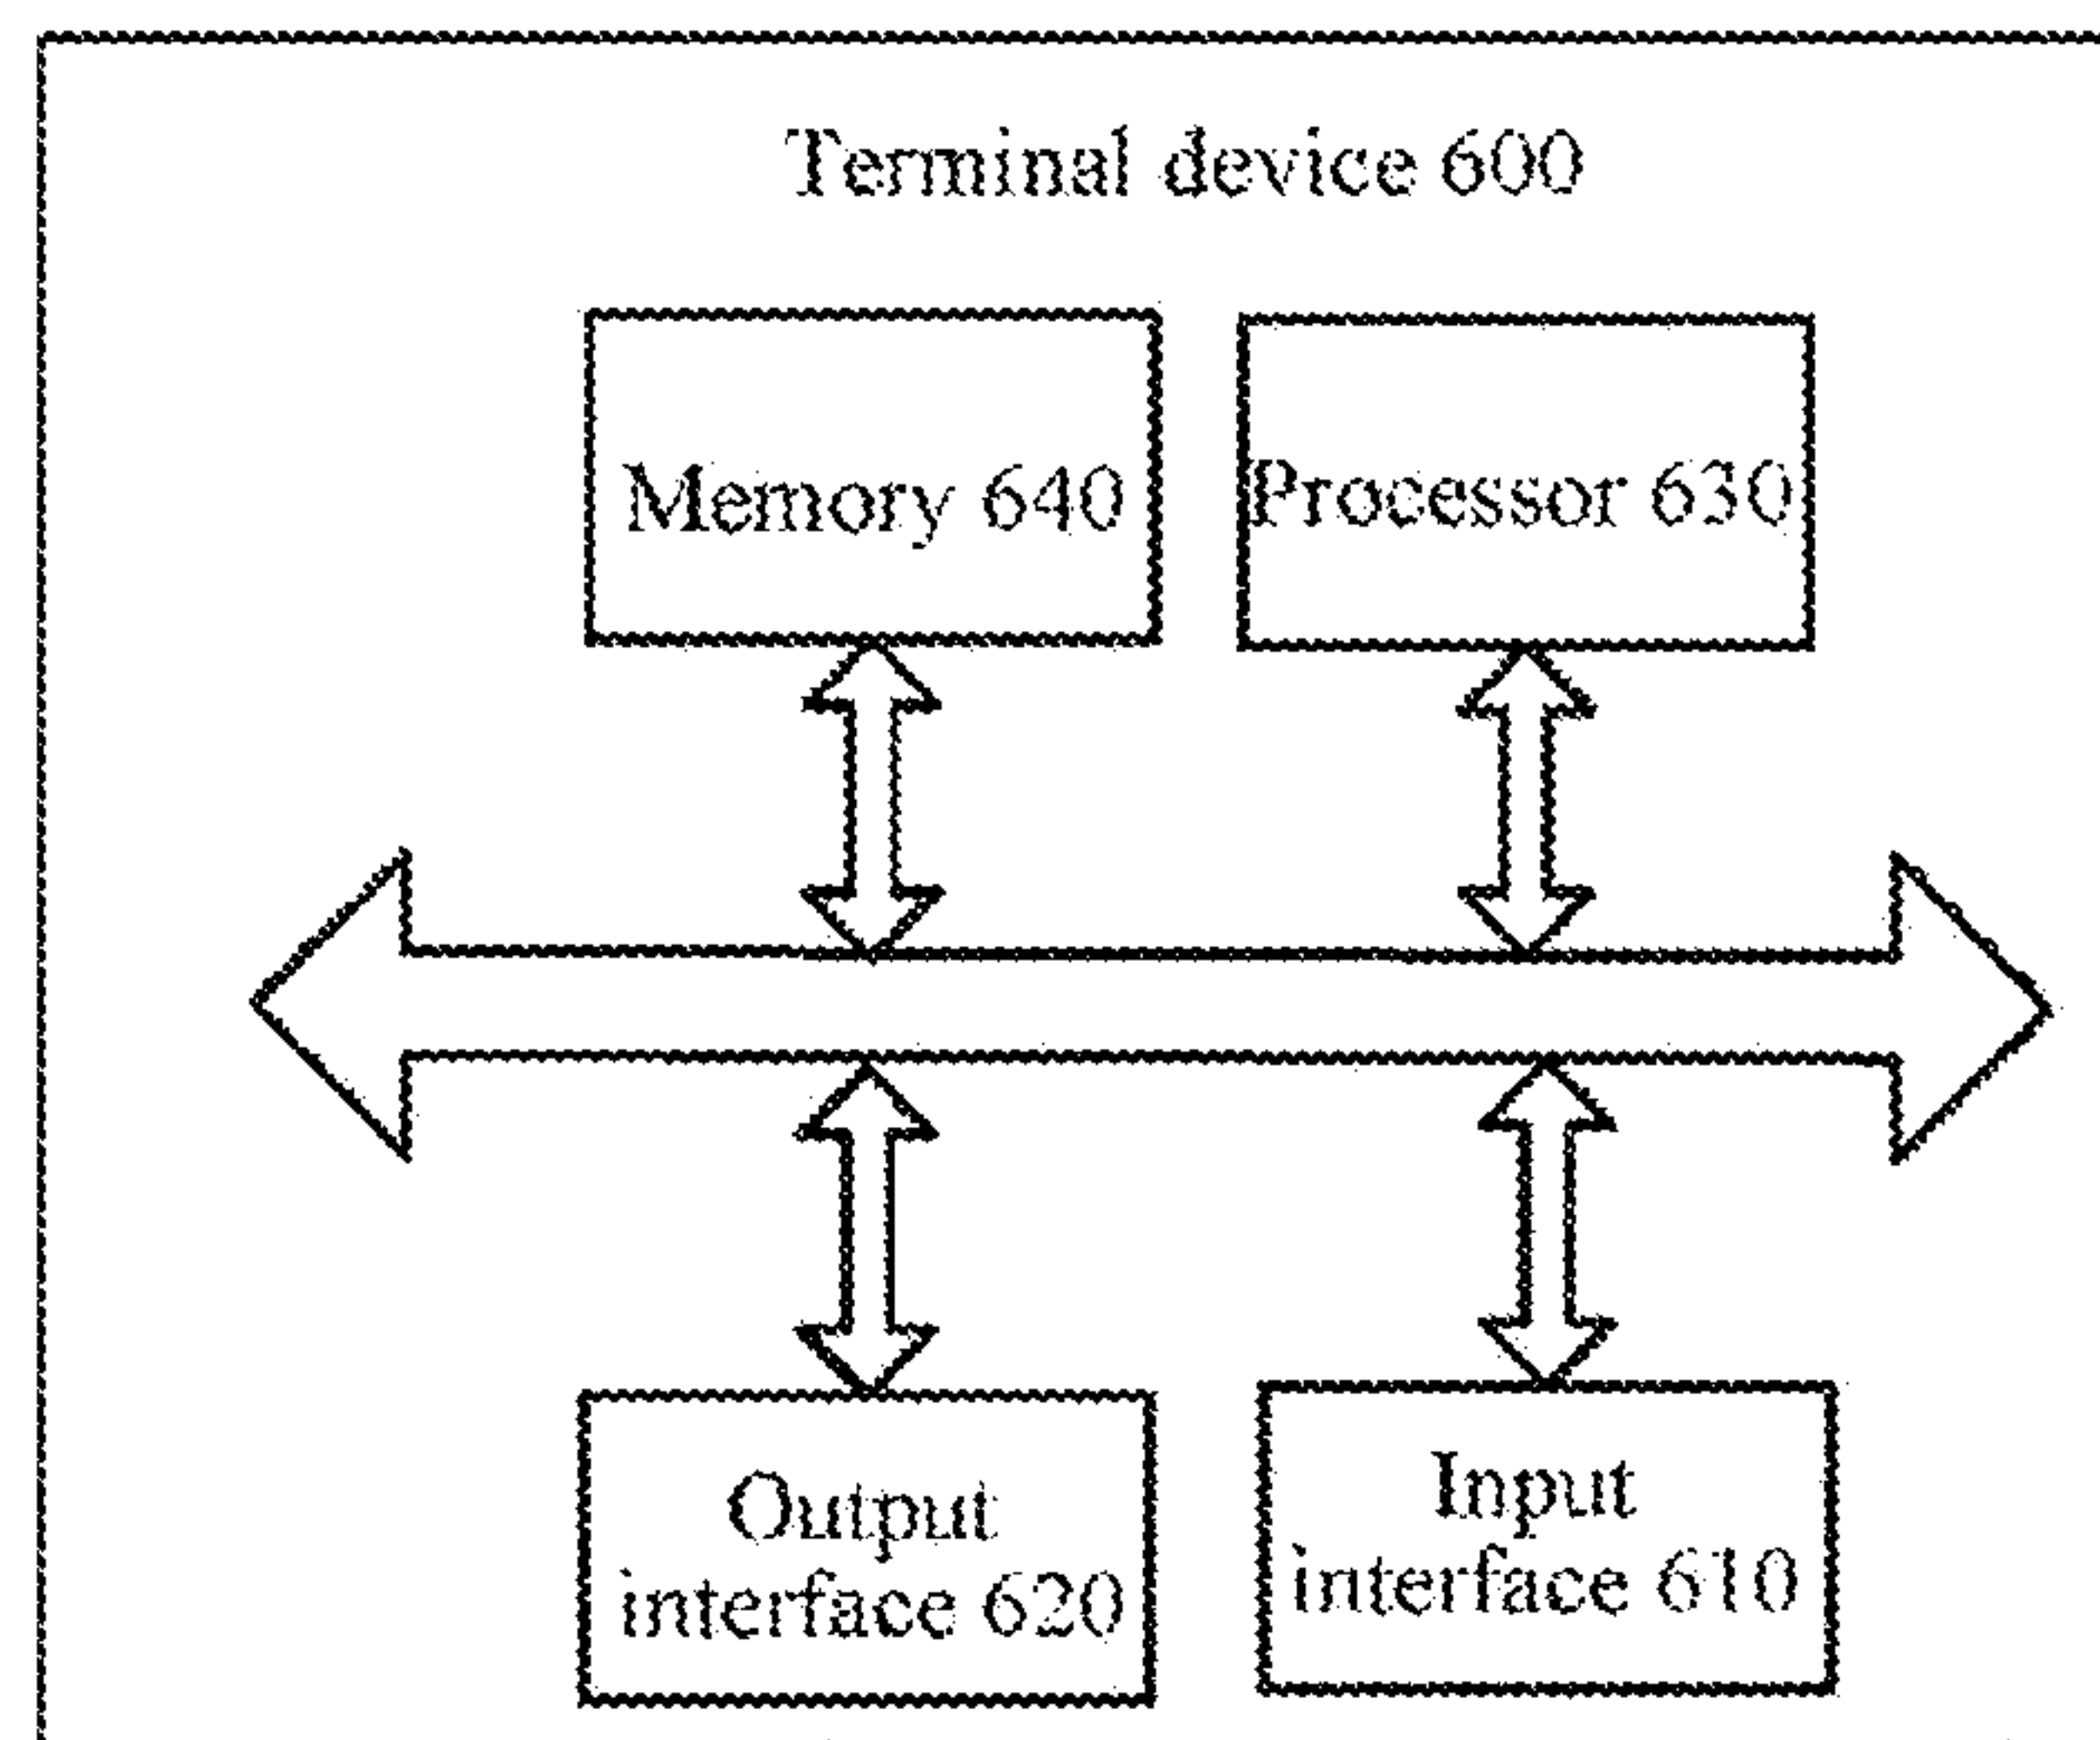 Terminal device 600
Memory 640
Processor 630
Output
interface 620
Input
interface 610